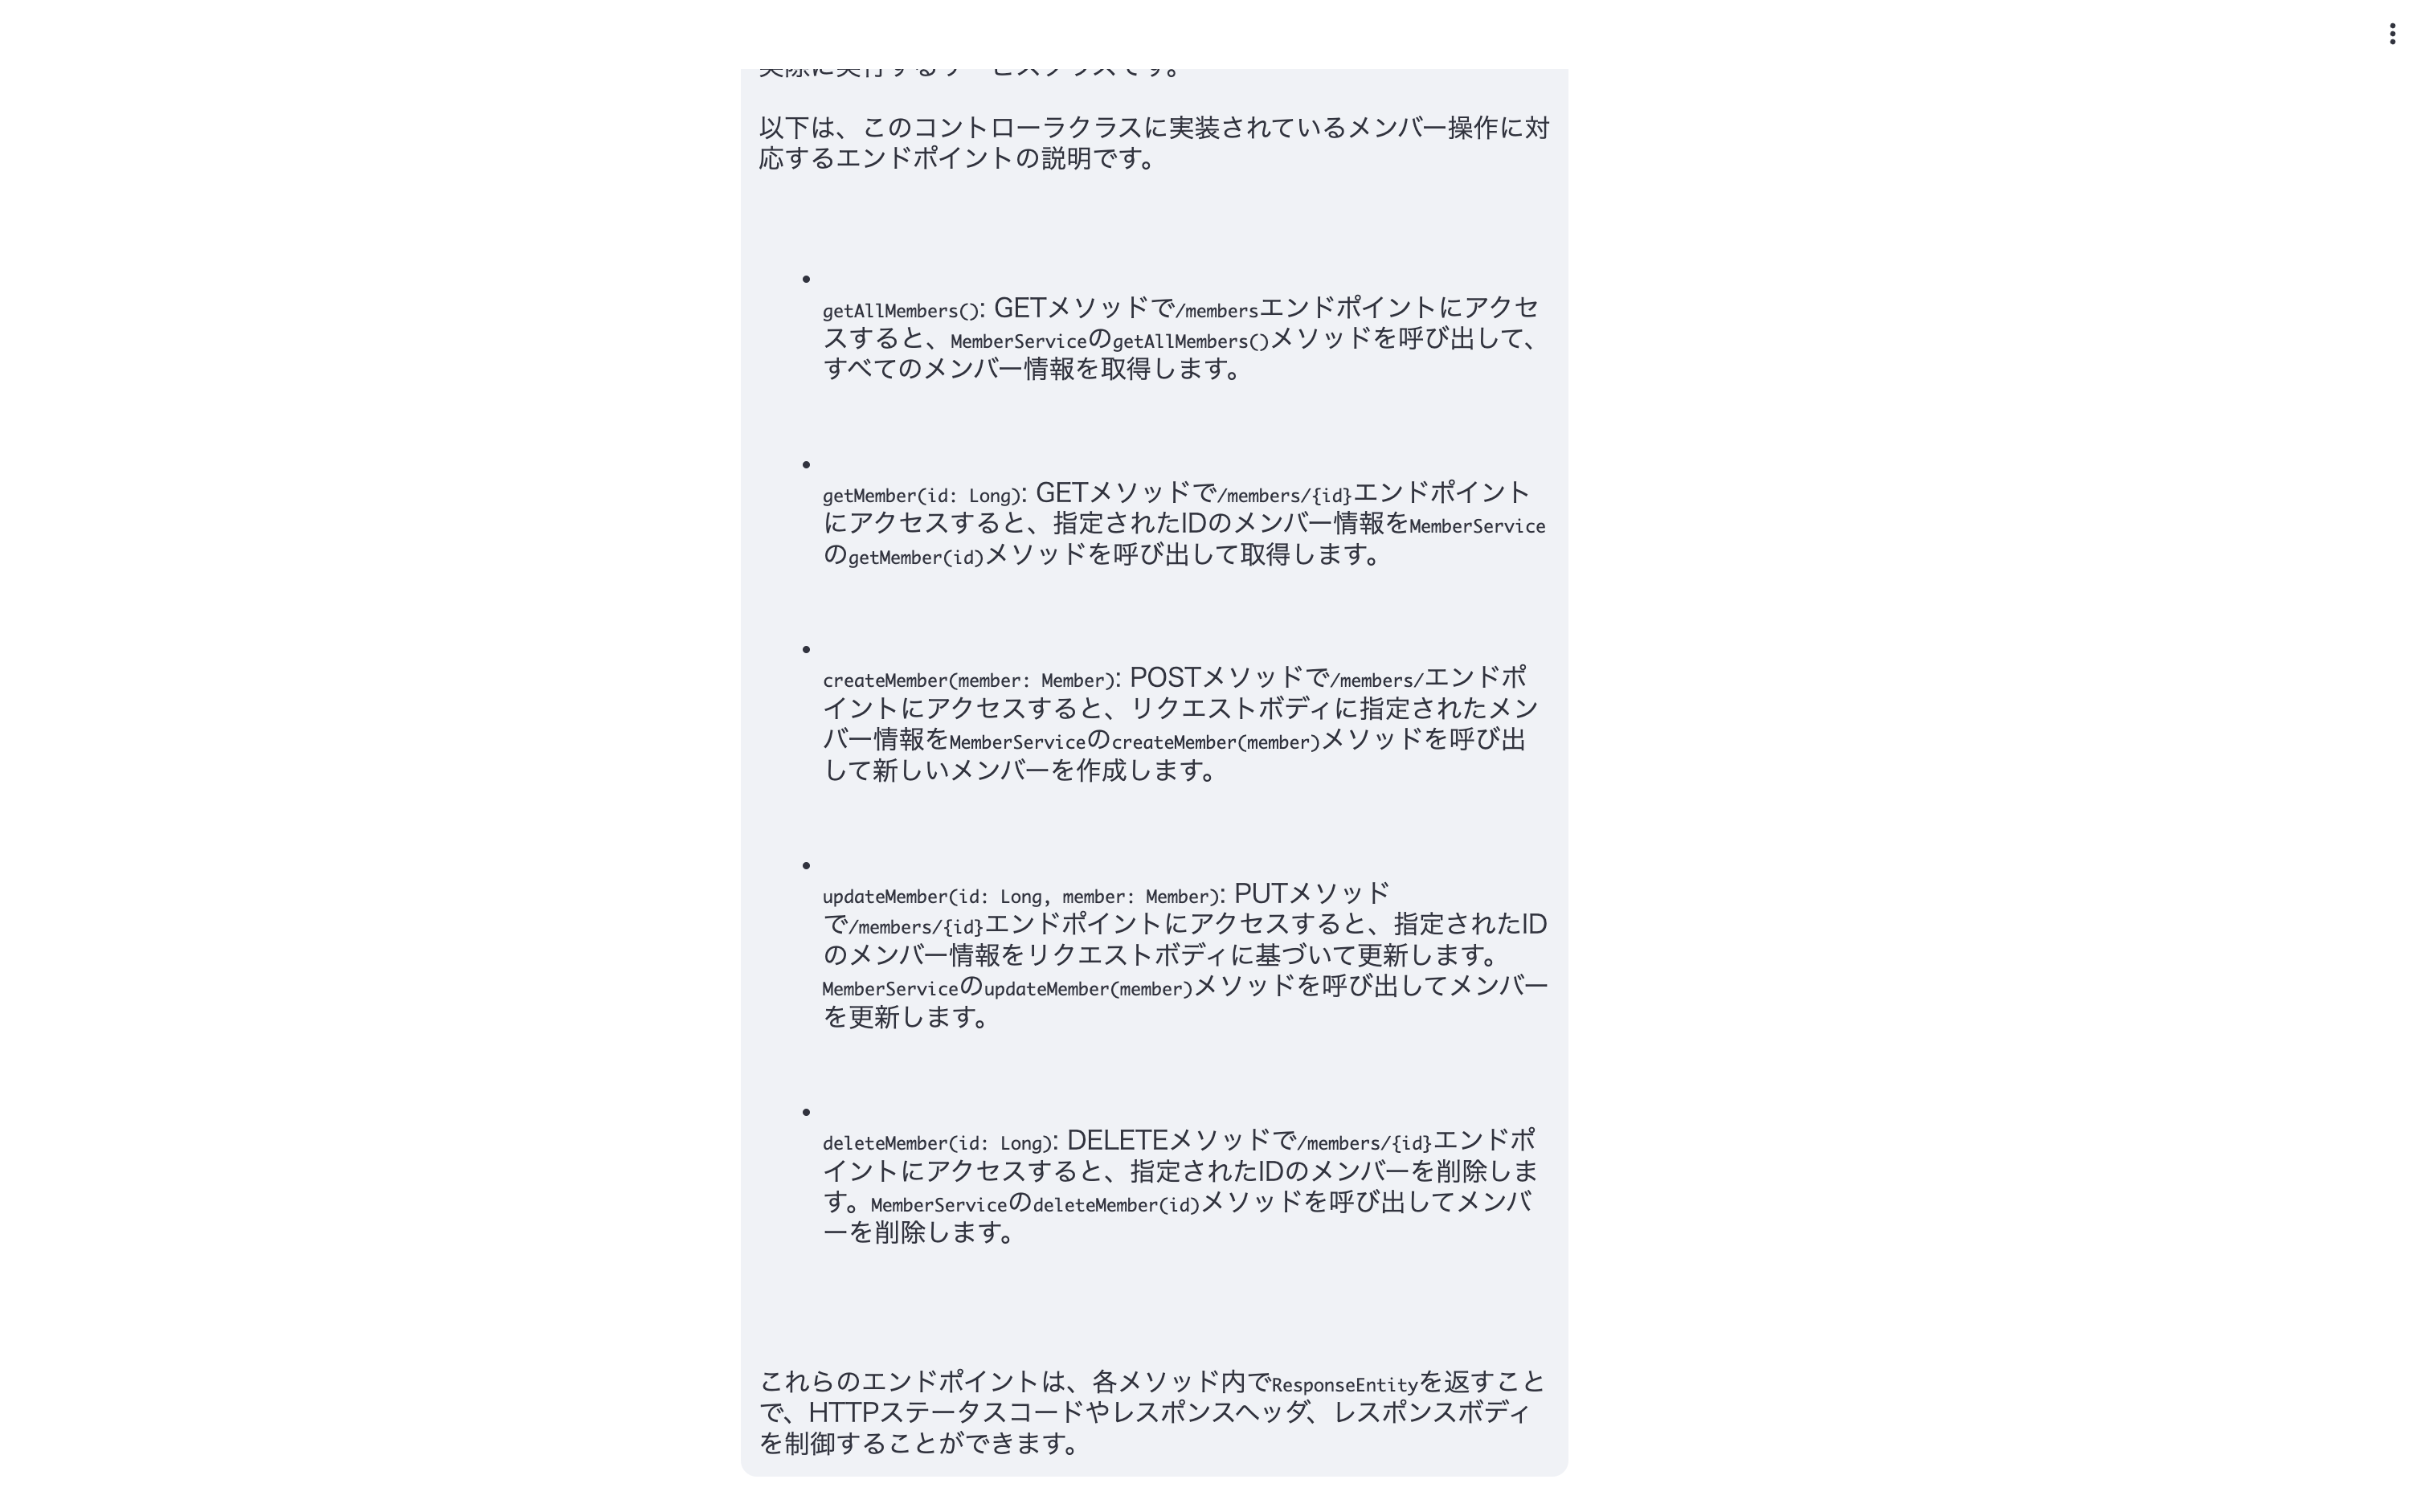 実際に実行するサービスクラスです。
以下は、このコントローラクラスに実装されているメンバー操作に対
応するエンドポイントの説明です。
getAllMembers(): GETメソッドで/membersエンドポイントにアクセ
スすると、MemberServiceのgetAllMembers()メソッドを呼び出して、
すべてのメンバー情報を取得します。
getMember(id: Long): GETメソッドで/members/{id}エンドポイント
にアクセスすると、指定されたIDのメンバー情報をMemberService
のgetMember(id)メソッドを呼び出して取得します。
createMember(member: Member): POSTメソッドで/members/エンドポ
イントにアクセスすると、リクエストボディに指定されたメン
バー情報をMemberServiceのcreateMember(member)メソッドを呼び出
して新しいメンバーを作成します。
updateMember(id: Long, member: Member): PUTメソッド
で/members/{id}エンドポイントにアクセスすると、指定されたID
のメンバー情報をリクエストボディに基づいて更新します。
MemberServiceのupdateMember(member)メソッドを呼び出してメンバー
を更新します。
deleteMember(id: Long): DELETEメソッドで/members/{id}エンドポ
イントにアクセスすると、指定されたIDのメンバーを削除しま
す。MemberServiceのdeleteMember(id)メソッドを呼び出してメンバ
ーを削除します。
これらのエンドポイントは、各メソッド内でResponseEntityを返すこと
で、HTTPステータスコードやレスポンスヘッダ、レスポンスボディ
を制御することができます。